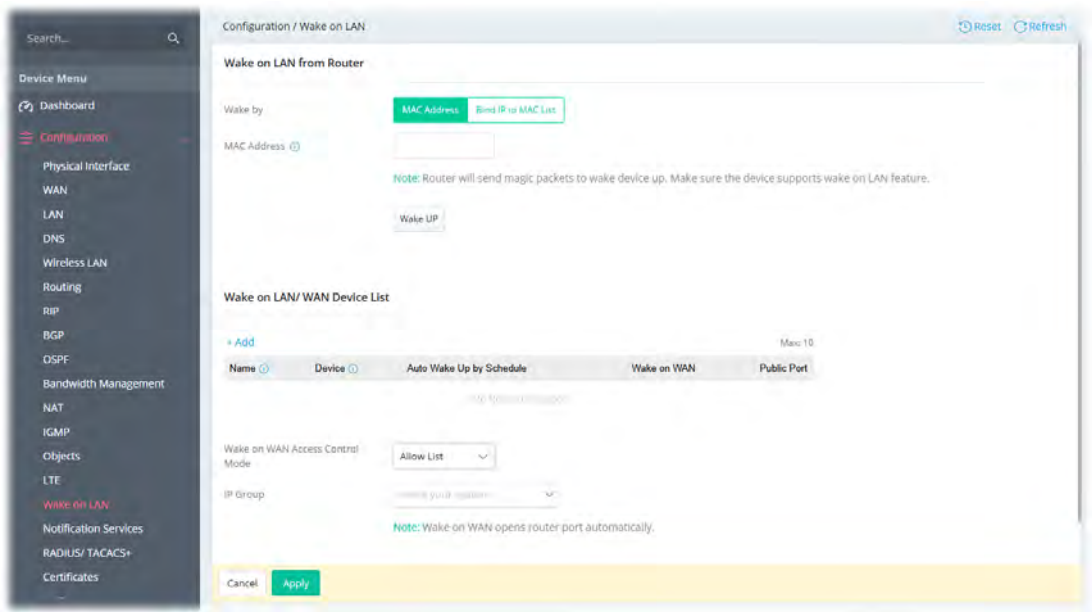 Search...
Configuration / Wake on LAN
Reset
Refresh
Device Menu
Dashboard
Configuration
Physical Interface
WAN
LAN
DNS
Wireless LAN
Routing
RIP
BGP
OSPF
Bandwidth Management
NAT
IGMP
Objects
LTE
Wake on LAN
Notification Services
RADIUS/ TACACS+
Certificates
Wake on LAN from Router
Wake by
MAC Address
Bind IP to MAC List
MAC Address
Note: Router will send magic packets to wake device up. Make sure the device supports wake on LAN feature.
Wake UP
Wake on LAN/ WAN Device List
+ Add
Max: 10
Name Device Auto Wake Up by Schedule Wake on WAN Public Port
Wake on WAN Access Control
Mode
Allow List
IP Group
Note: Wake on WAN opens router port automatically.
Cancel
Apply